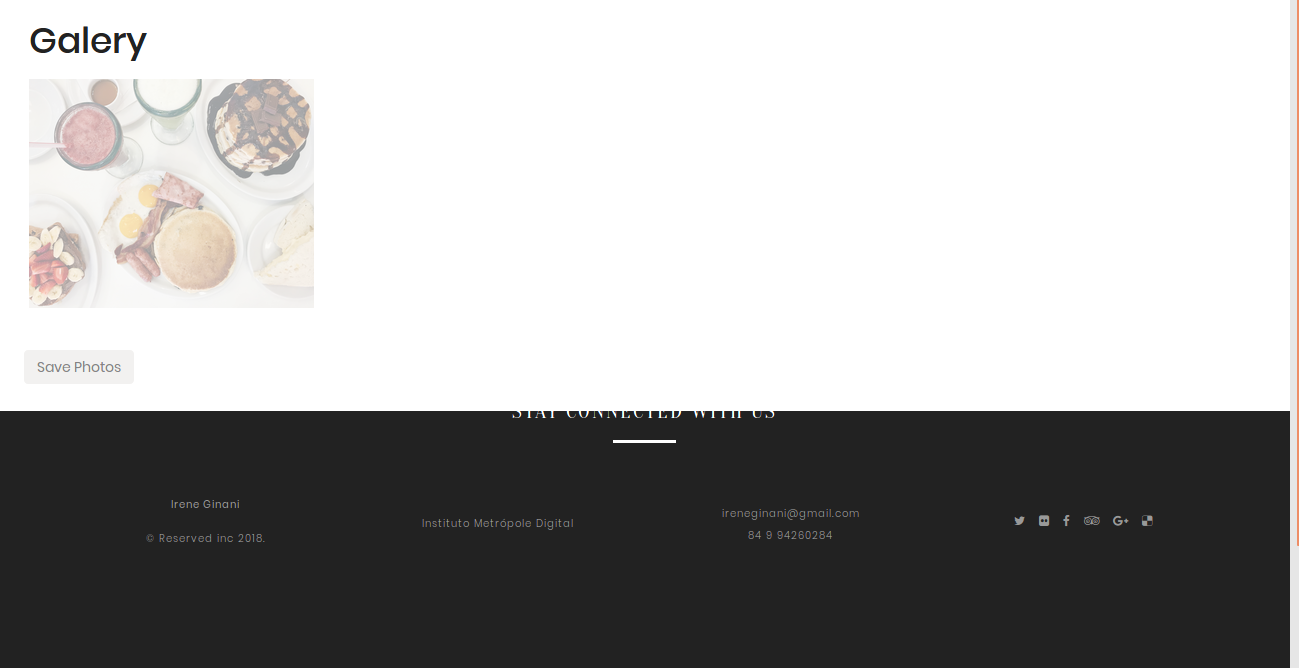 Galery
Save Photos
STAY CONNECTED WITH US
Irene Ginani
© Reserved inc 2018.
Instituto Metrópole Digital
ireneginani@gmail.com
84 9 94260284